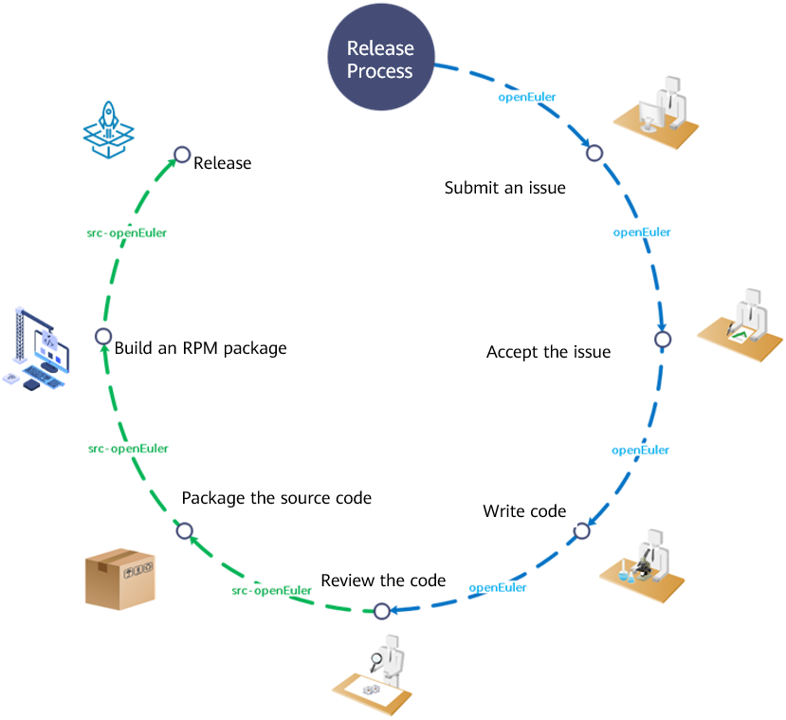 Release
Process
openEuler
Submit an issue
openEuler
Accept the issue
openEuler
Write code
openEuler
Review the code
src-openEuler
Package the source code
src-openEuler
Build an RPM package
src-openEuler
Release